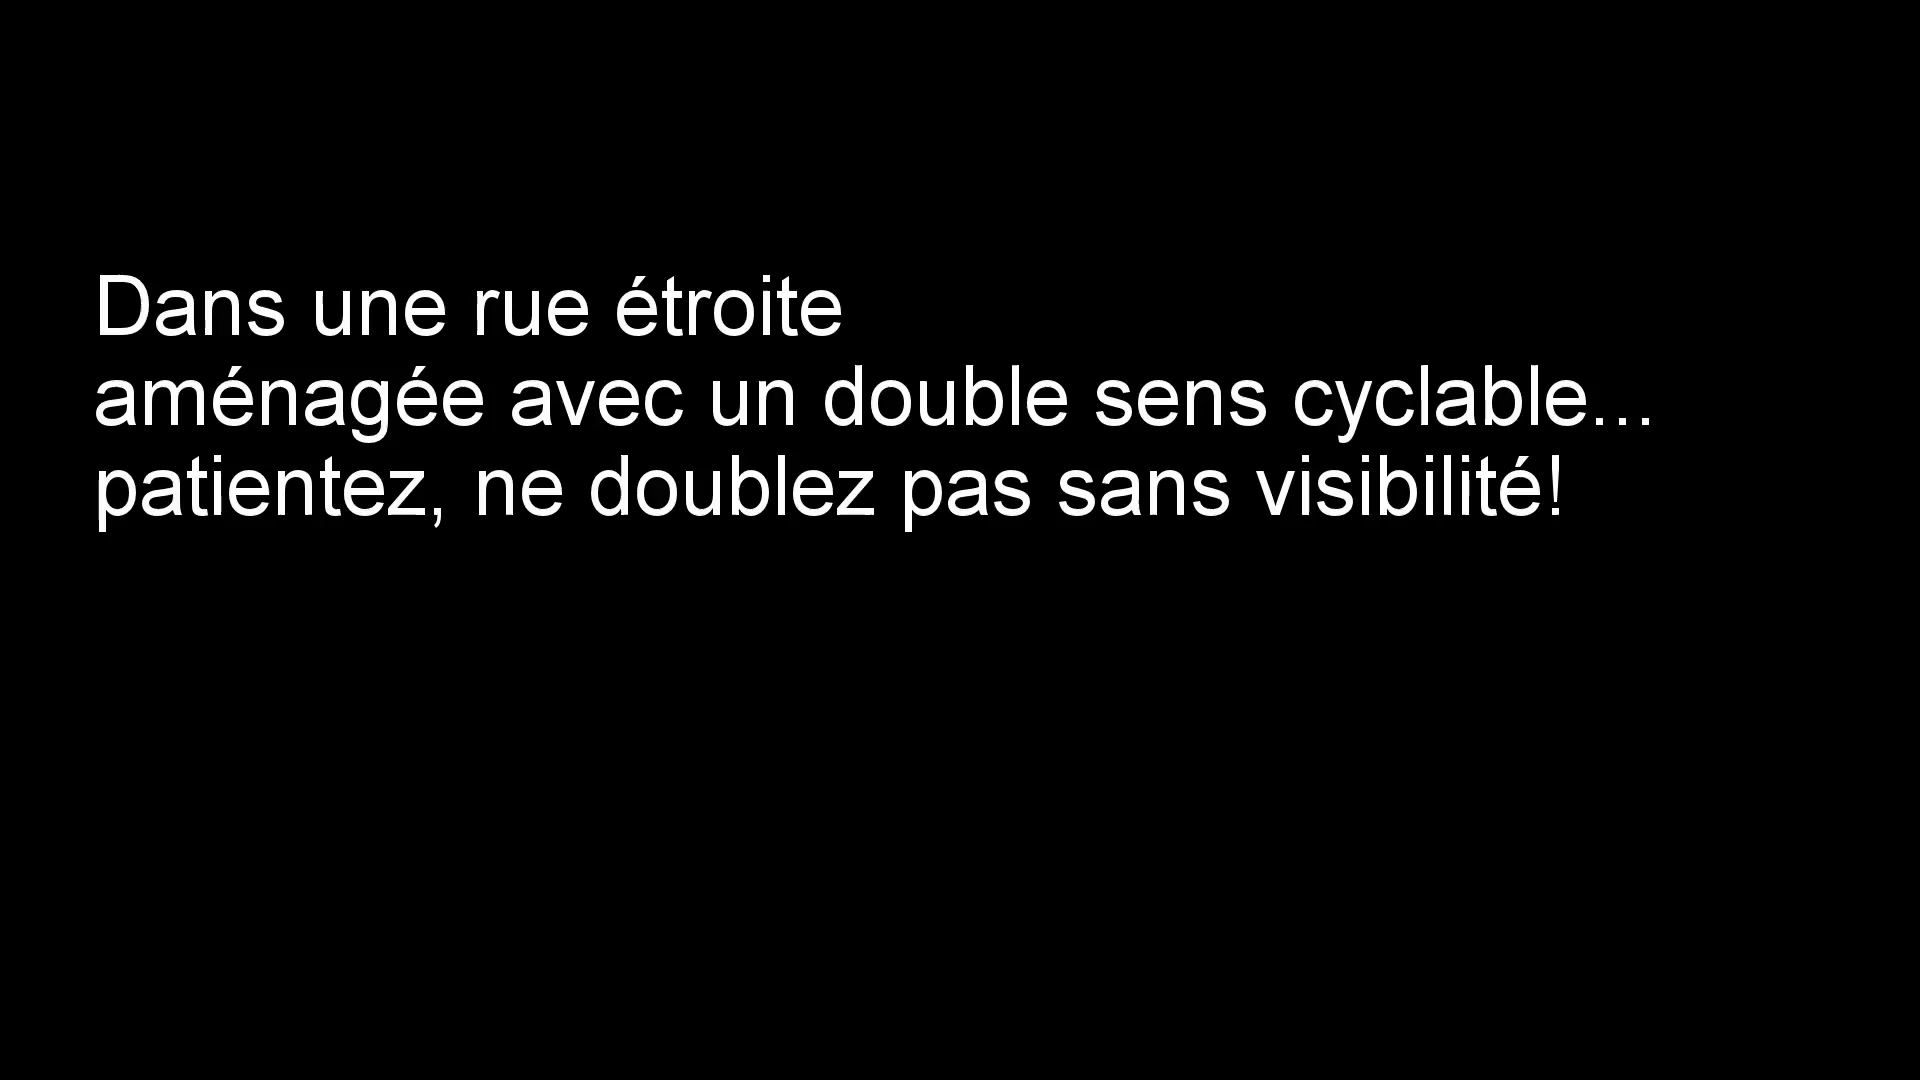 Dans une rue étroite
aménagée avec un double sens cyclable...
patientez, ne doublez pas sans visibilité!